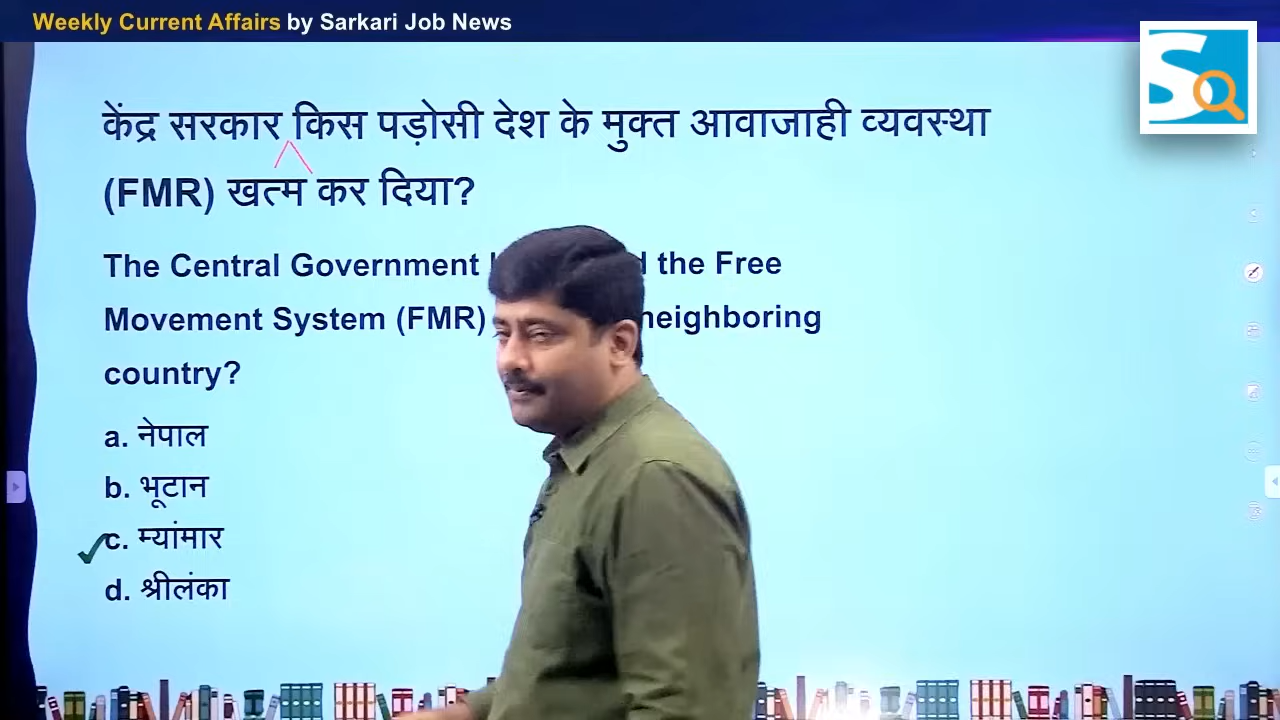 Weekly Current Affairs by Sarkari Job News
केंद्र सरकार किस पड़ोसी देश के मुक्त आवाजाही व्यवस्था
(FMR) खत्म कर दिया?
The Central Government the Free
Movement System (FMR) neighboring
country?
a. नेपाल
b. भूटान
c. म्यांमार
d. श्रीलंका